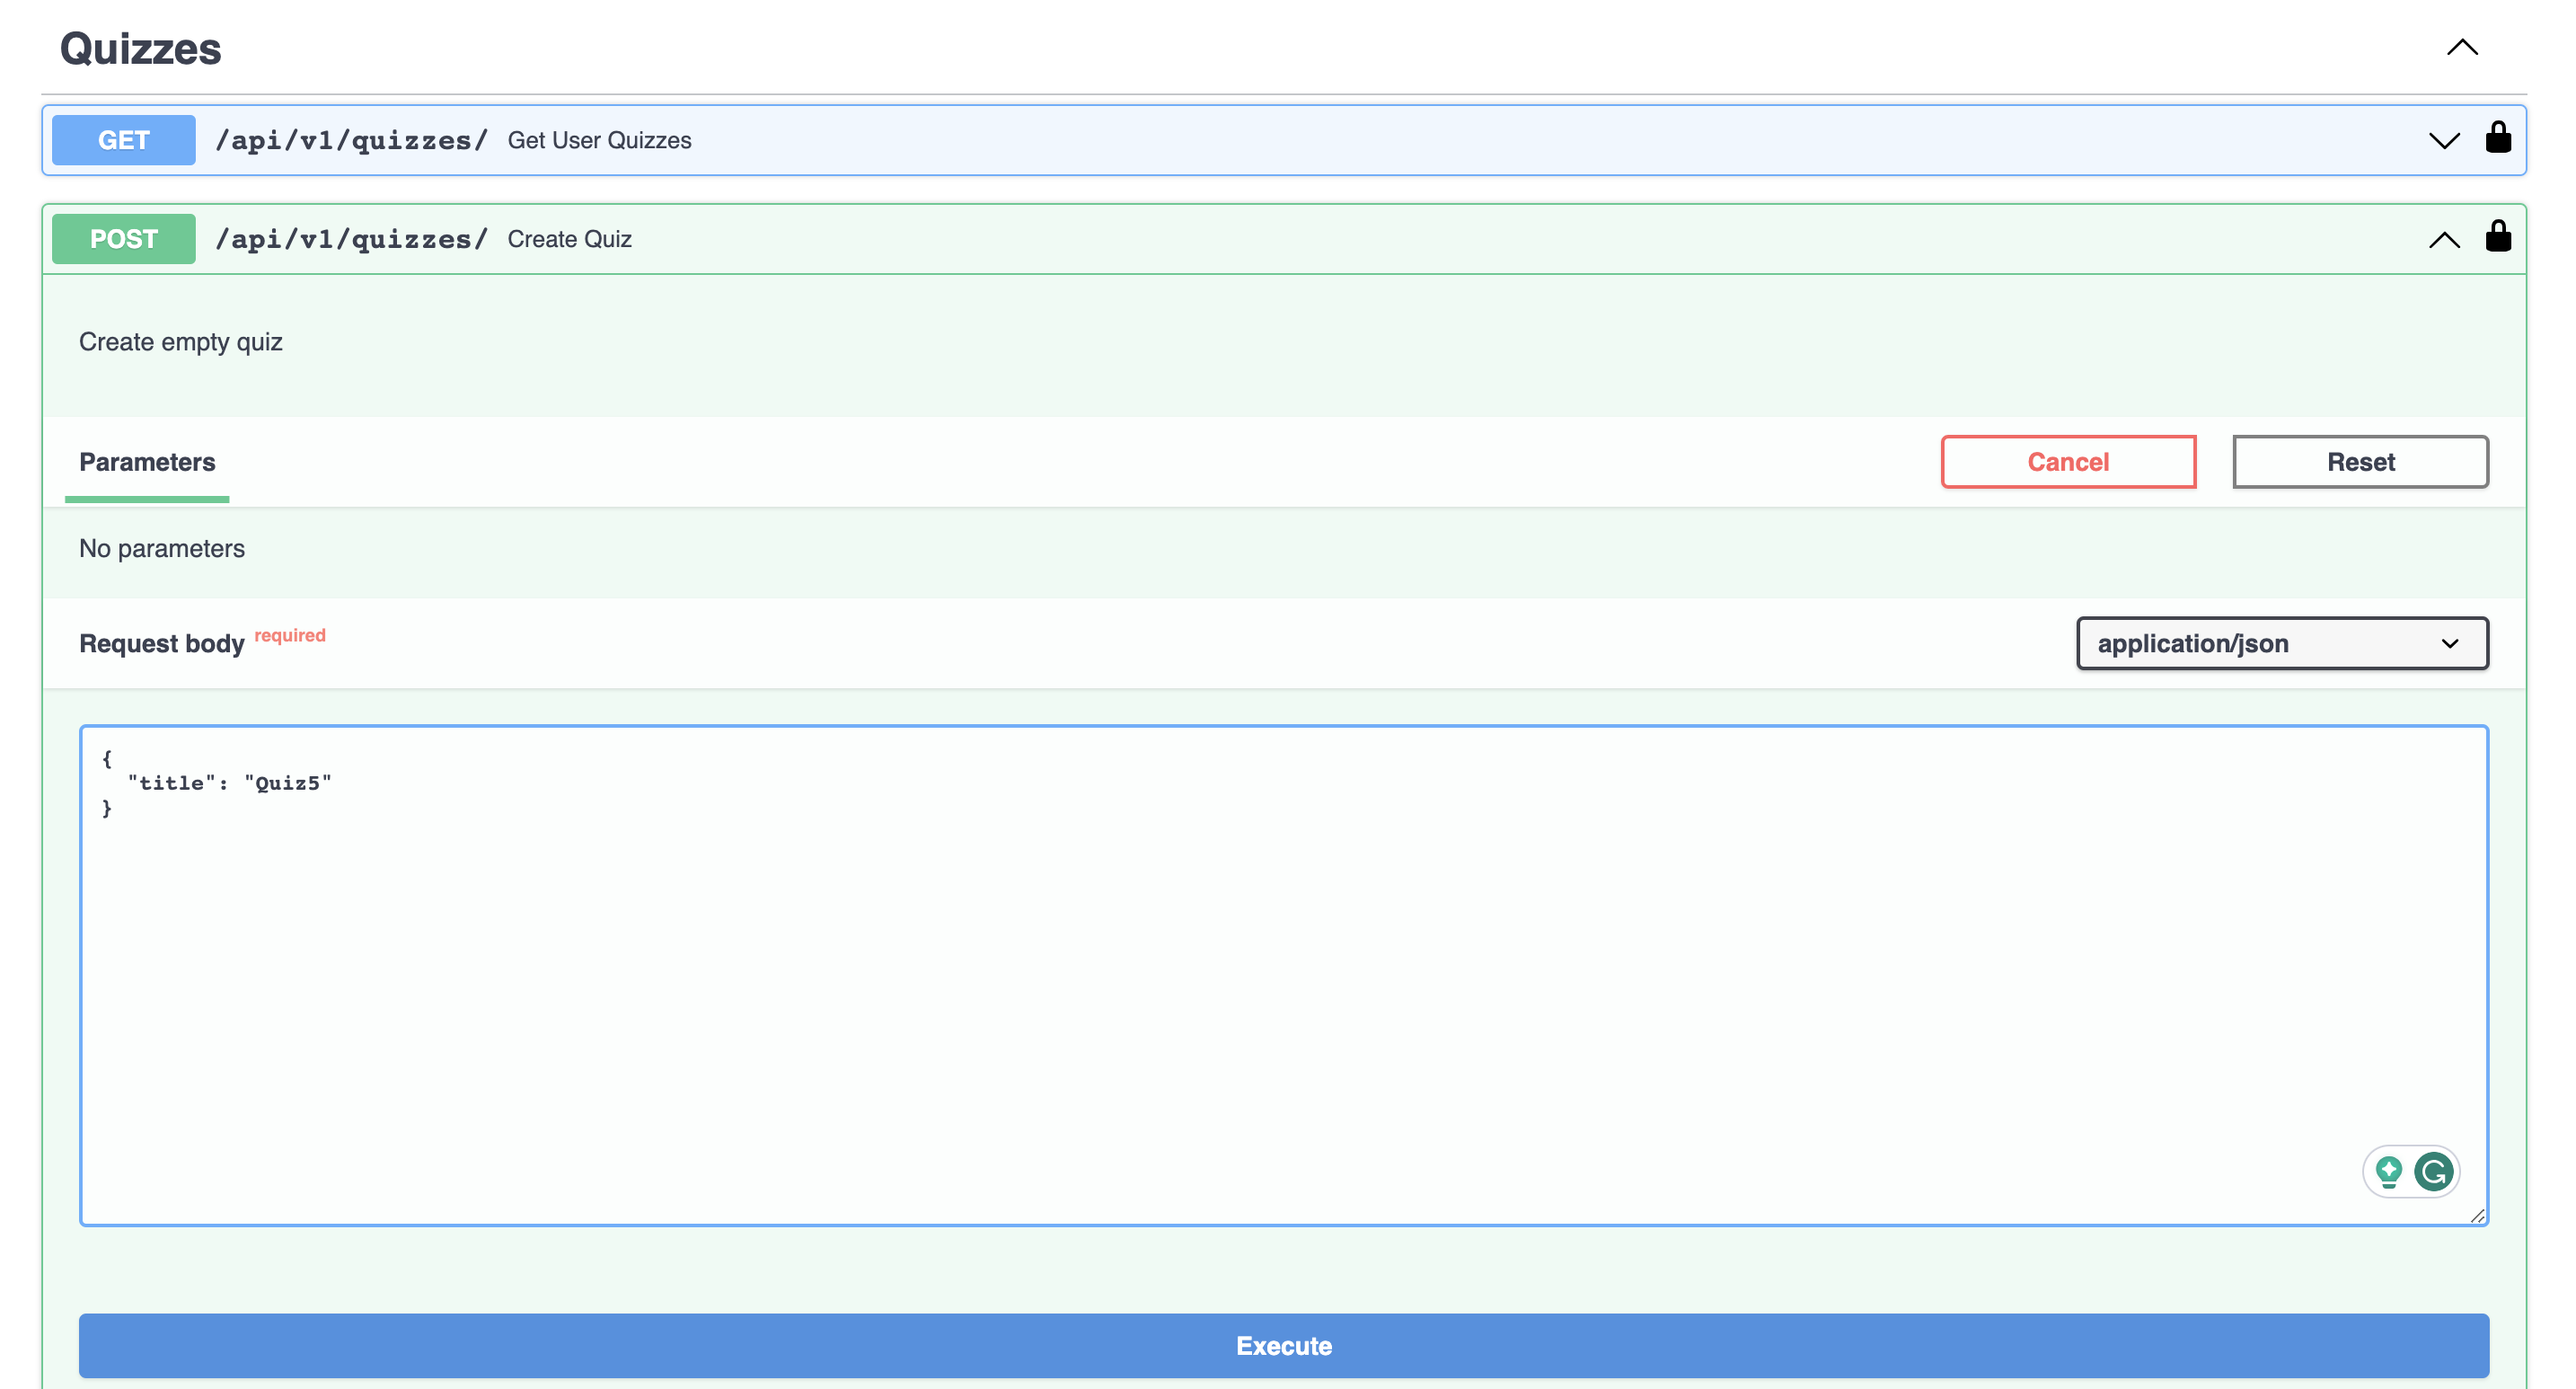 Quizzes
GET /api/v1/quizzes/ Get User Quizzes
POST /api/v1/quizzes/ Create Quiz
Create empty quiz
Parameters Cancel Reset
No parameters
Request body required application/json
{
"title": "Quiz5"
}
Execute